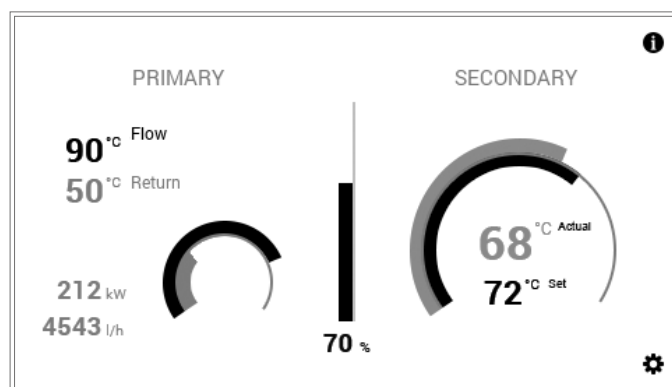 PRIMARY
SECONDARY
90°C Flow
50°C Return
212 kW
4543 l/h
70 %
68°C Actual
72°C Set